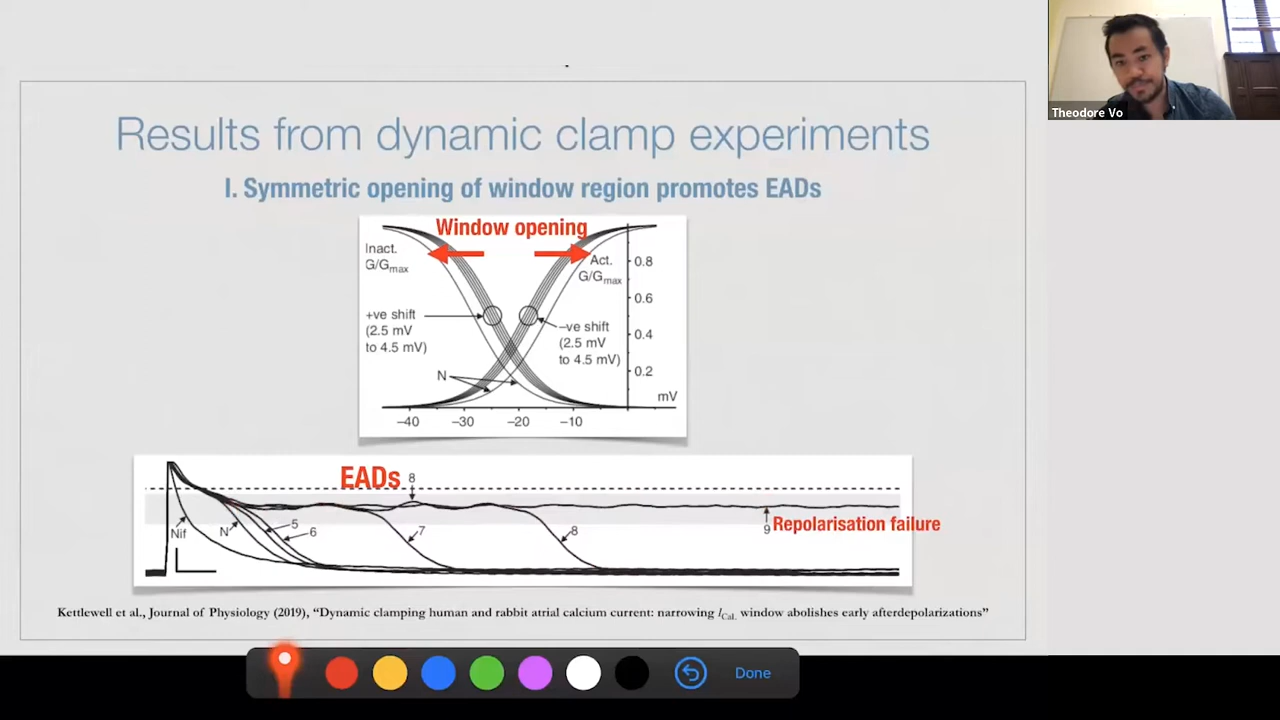 Theodore Vo
Results from dynamic clamp experiments
I. Symmetric opening of window region promotes EADs
Window opening
Inact.
G/Gmax
Act.
G/Gmax
0.8
0.6
0.4
0.2
+ve shift
(2.5 mV
to 4.5 mV)
–ve shift
(2.5 mV
to 4.5 mV)
N
mV
–40 –30 –20 –10
EADs
8
Nif
N
5
6
7
8
9
Repolarisation failure
Kettlewell et al., Journal of Physiology (2019), “Dynamic clamping human and rabbit atrial calcium current: narrowing ICaL window abolishes early afterdepolarizations”
Done